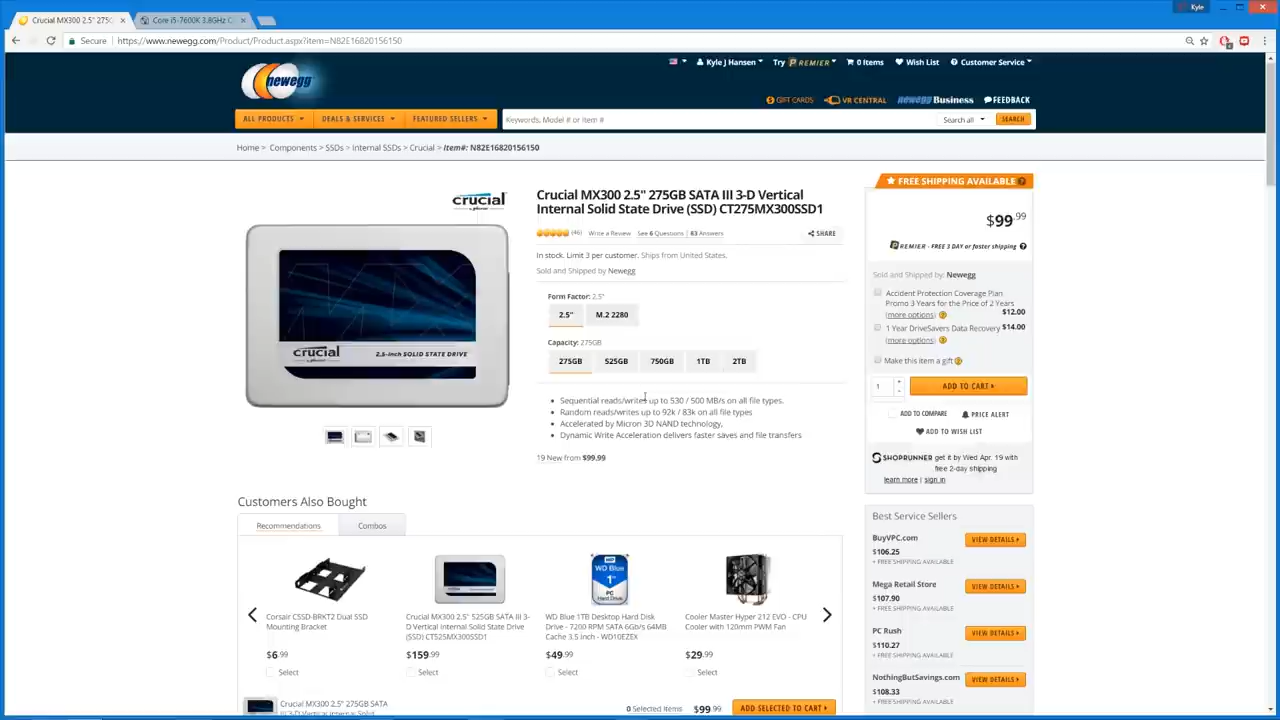 Kyle
Crucial MX300 2.5" 275G
Core i5-7600K 3.8GHz C
Secure
https://www.newegg.com/Product/Product.aspx?item=N82E16820156150
newegg
Kyle J Hansen
Try PREMIER
0 Items
Wish List
Customer Service
GIFT CARDS
VR CENTRAL
newegg Business
FEEDBACK
ALL PRODUCTS
DEALS & SERVICES
FEATURED SELLERS
Keywords, Model # or Item #
Search all
SEARCH
Home > Components > SSDs > Internal SSDs > Crucial > Item#: N82E16820156150
crucial
crucial
2.5-inch SOLID STATE DRIVE
Crucial MX300 2.5" 275GB SATA III 3-D Vertical
Internal Solid State Drive (SSD) CT275MX300SSD1
(46)
Write a Review
See 6 Questions | 63 Answers
SHARE
In stock. Limit 3 per customer. Ships from United States.
Sold and Shipped by Newegg
Form Factor: 2.5"
2.5"
M.2 2280
Capacity: 275GB
275GB
525GB
750GB
1TB
2TB
Sequential reads/writes up to 530 / 500 MB/s on all file types.
Random reads/writes up to 92k / 83k on all file types
Accelerated by Micron 3D NAND technology,
Dynamic Write Acceleration delivers faster saves and file transfers
19 New from $99.99
FREE SHIPPING AVAILABLE
$99.99
PREMIER - FREE 3 DAY or faster shipping
Sold and Shipped by: Newegg
Accident Protection Coverage Plan
Promo 3 Years for the Price of 2 Years
(more options)
$12.00
1 Year DriveSavers Data Recovery
$14.00
(more options)
Make this item a gift
1
ADD TO CART
ADD TO COMPARE
PRICE ALERT
ADD TO WISH LIST
SHOPRUNNER get it by Wed Apr. 19 with
free 2-day shipping
learn more | sign in
Customers Also Bought
Recommendations
Combos
Corsair CSSD-BRKT2 Dual SSD
Mounting Bracket
$6.99
Select
Crucial MX300 2.5" 525GB SATA III 3-
D Vertical Internal Solid State Drive
(SSD) CT525MX300SSD1
$159.99
Select
WD Blue
1TB
PC
Hard Drive
WD Blue 1TB Desktop Hard Disk
Drive - 7200 RPM SATA 6Gb/s 64MB
Cache 3.5 inch - WD10EZEX
$49.99
Select
Cooler Master Hyper 212 EVO - CPU
Cooler with 120mm PWM Fan
$29.99
Select
Crucial MX300 2.5" 275GB SATA
III 3-D Vertical Internal Solid
0 Selected Items
$99.99
ADD SELECTED TO CART
Best Service Sellers
BuyVPC.com
$106.25
+ FREE SHIPPING AVAILABLE
VIEW DETAILS
Mega Retail Store
$107.90
+ FREE SHIPPING AVAILABLE
VIEW DETAILS
PC Rush
$110.27
+ FREE SHIPPING AVAILABLE
VIEW DETAILS
NothingButSavings.com
$108.33
+ FREE SHIPPING AVAILABLE
VIEW DETAILS